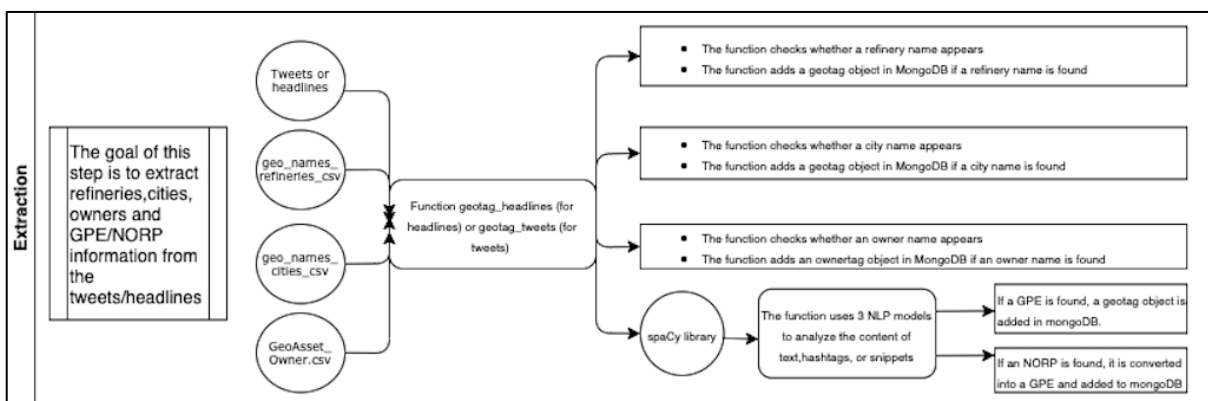 Extraction
The goal of this
step is to extract
refineries,cities,
owners and
GPE/NORP
information from
the
tweets/headlines
Tweets or
headlines
geo_names_
refineries_csv
geo_names_
cities_csv
GeoAsset_
Owner.csv
Function geotag_headlines (for
headlines) or geotag_tweets (for
tweets)
▪ The function checks whether a refinery name appears
▪ The function adds a geotag object in MongoDB if a refinery name is found
▪ The function checks whether a city name appears
▪ The function adds a geotag object in MongoDB if a city name is found
▪ The function checks whether an owner name appears
▪ The function adds an ownertag object in MongoDB if an owner name is found
spaCy library
The function uses 3 NLP models
to analyze the content of
text,hashtags, or snippets
If a GPE is found, a geotag object is
added in mongoDB.
If an NORP is found, it is converted
into a GPE and added to mongoDB